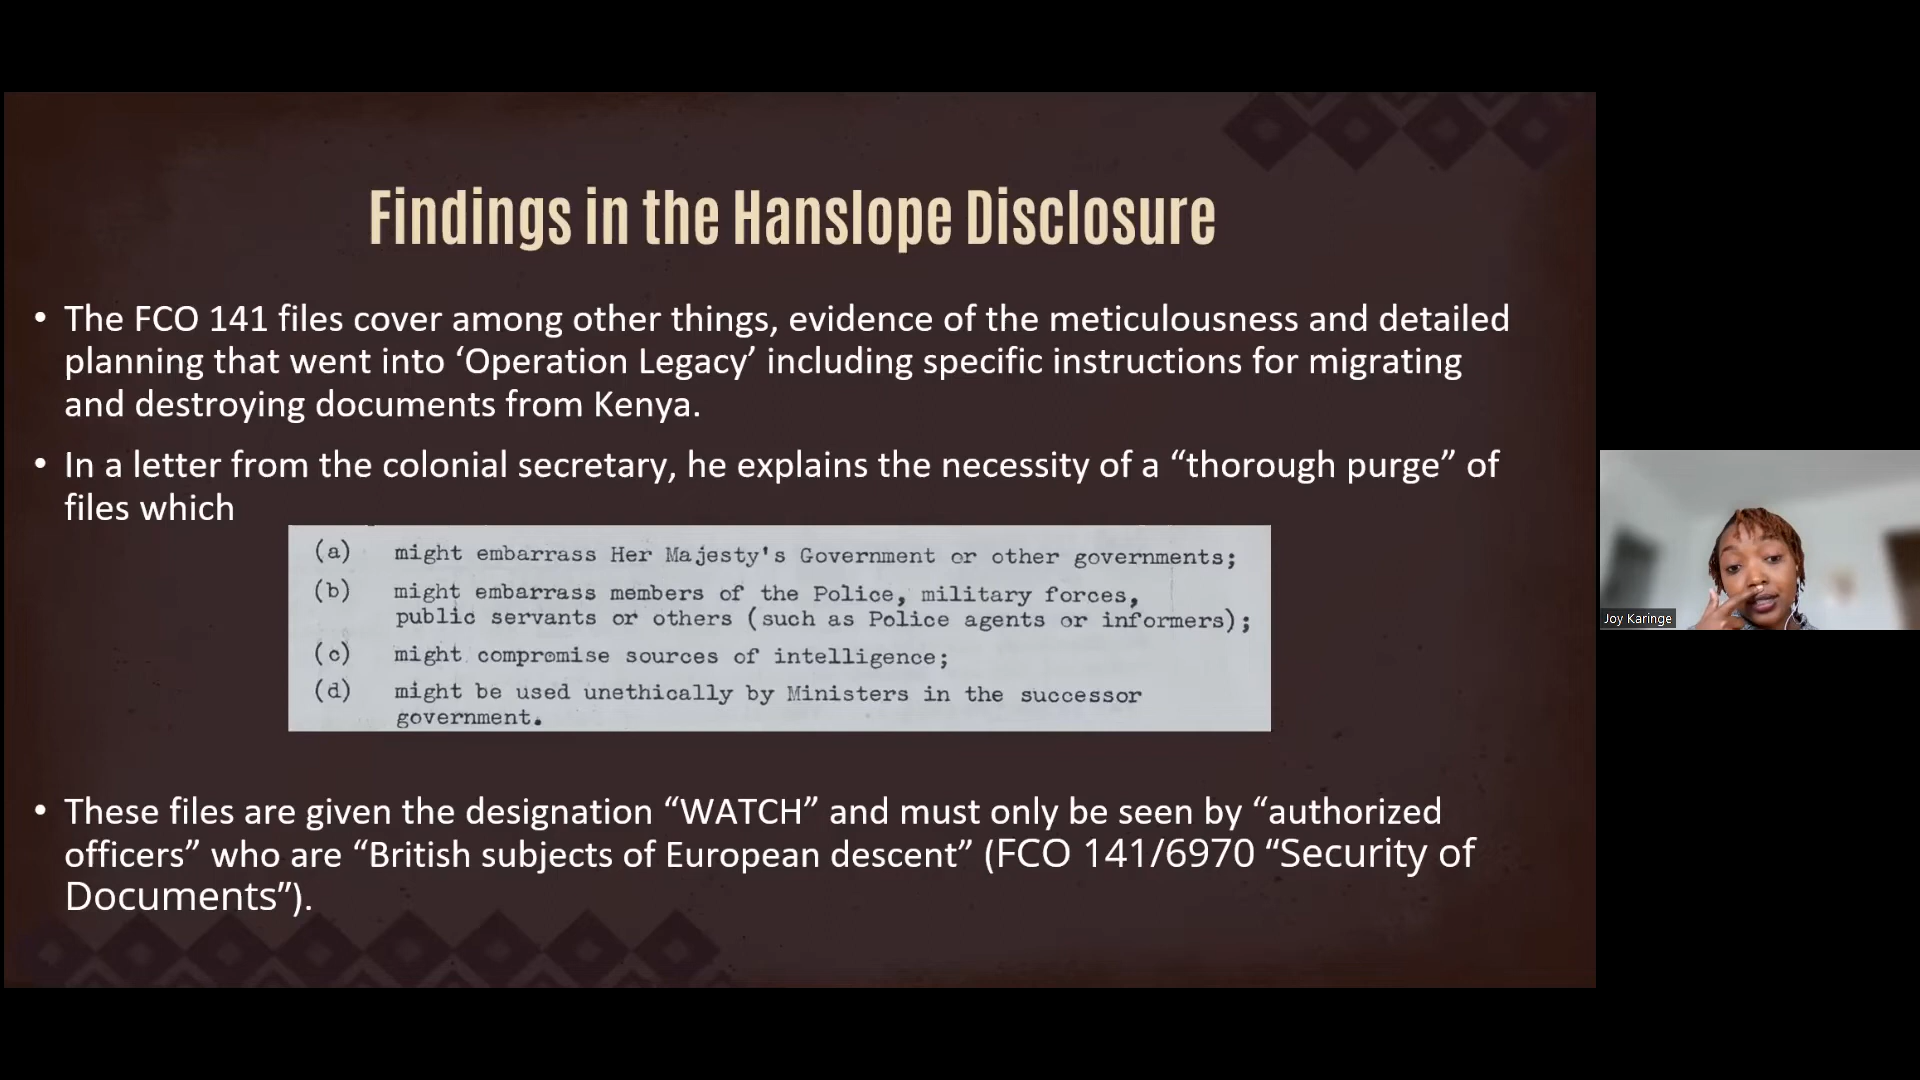 Findings in the Hanslope Disclosure
• The FCO 141 files cover among other things, evidence of the meticulousness and detailed
planning that went into ‘Operation Legacy’ including specific instructions for migrating
and destroying documents from Kenya.
• In a letter from the colonial secretary, he explains the necessity of a “thorough purge” of
files which
(a) might embarrass Her Majesty's Government or other governments;
(b) might embarrass members of the Police, military forces,
public servants or others (such as Police agents or informers);
(c) might compromise sources of intelligence;
(d) might be used unethically by Ministers in the successor
government.
• These files are given the designation “WATCH” and must only be seen by “authorized
officers” who are “British subjects of European descent” (FCO 141/6970 “Security of
Documents”).
Joy Karinge